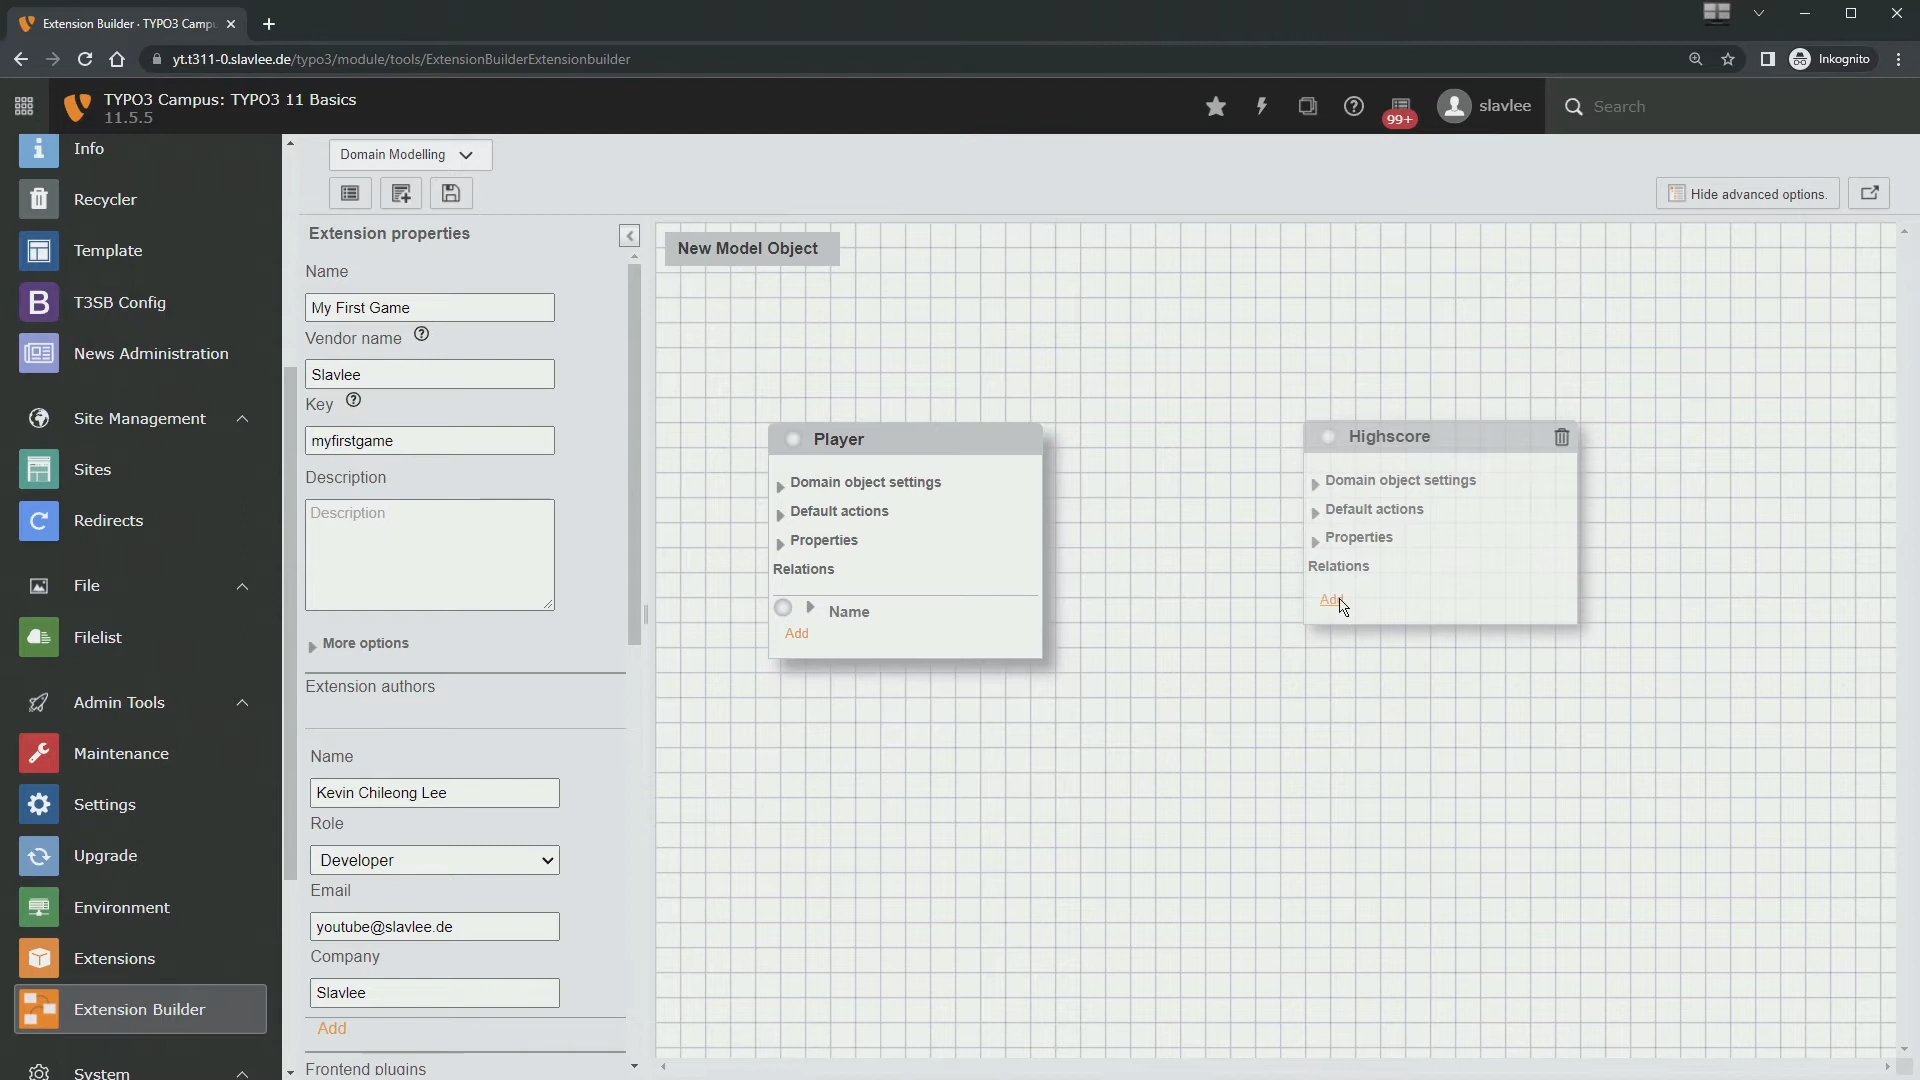 Extension Builder · TYPO3 Camp
yt.t311-0.slavlee.de/typo3/module/tools/ExtensionBuilderExtensionbuilder
Inkognito
TYPO3 Campus: TYPO3 11 Basics
11.5.5
99+
slavlee
Search
Info
Recycler
Template
B
T3SB Config
News Administration
Site Management
Sites
Redirects
File
Filelist
Admin Tools
Maintenance
Settings
Upgrade
Environment
Extensions
Extension Builder
System
Domain Modelling
Hide advanced options.
Extension properties
Name
My First Game
Vendor name
Slavlee
Key
myfirstgame
Description
Description
More options
Extension authors
Name
Kevin Chileong Lee
Role
Developer
Email
youtube@slavlee.de
Company
Slavlee
Add
Frontend plugins
New Model Object
Player
Domain object settings
Default actions
Properties
Relations
Name
Add
Highscore
Domain object settings
Default actions
Properties
Relations
Add